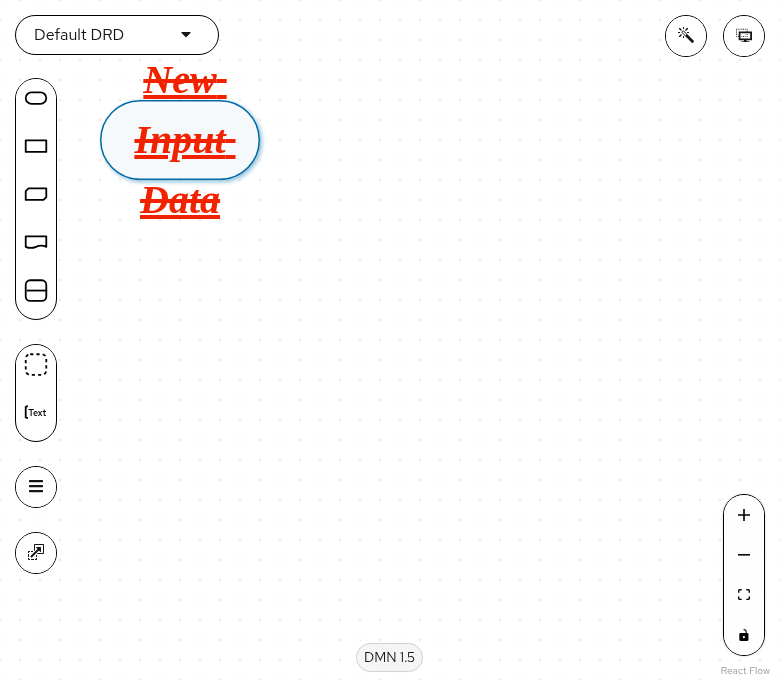 Default DRD
New
Input
Data
Text
DMN 1.5
React Flow